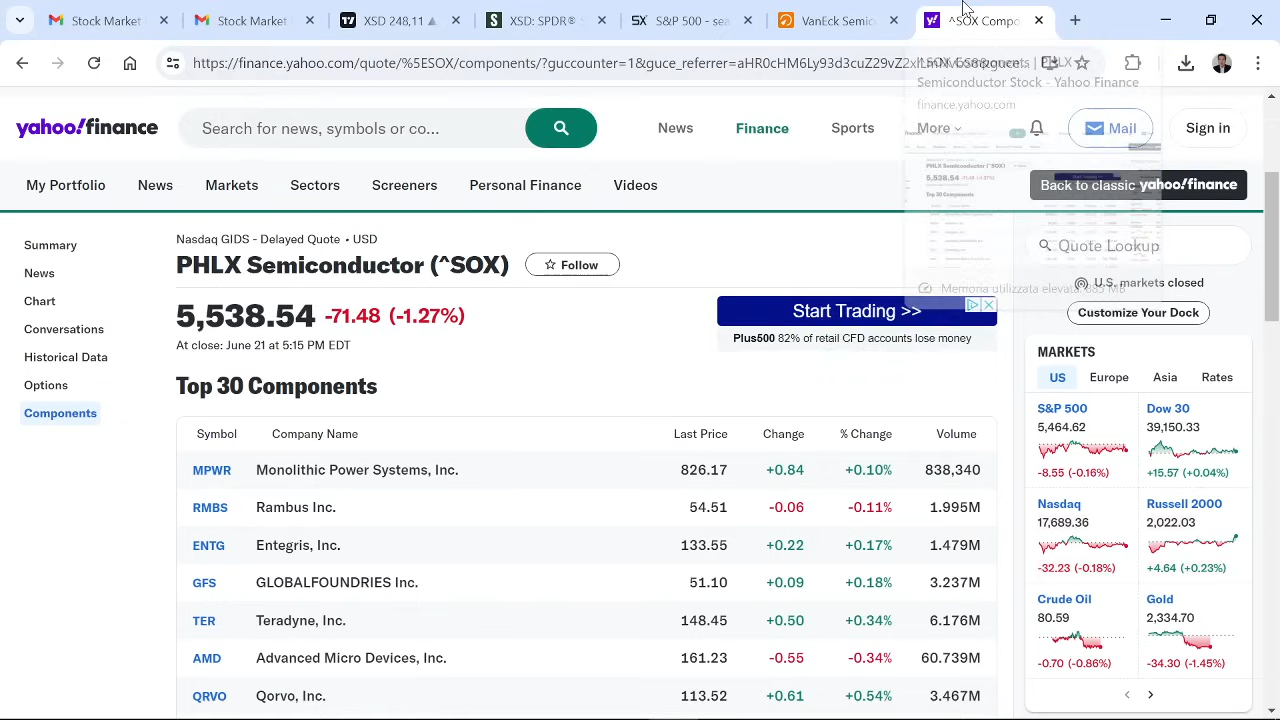 Stock Market
Stock Mark
XSD 218,11
XSD: SPDR®
S&P 500 - sea
VanEck Semic
^SOX Compo
https://finance.yahoo.com/quote/%5ESOX/components/?guccounter=1&guce_referrer=aHR0cHM6Ly93d3cuZ29vZ2x
Semiconductor Stock - Yahoo Finance
finance.yahoo.com
yahoo!finance
Search for news, symbols or co...
News
Finance
Sports
More
Mail
Sign in
My Portfolio
News
Sectors
Videos
Back to classic yahoo!finance
Summary
News
Chart
Conversations
Historical Data
Options
Components
Nasdaq GIDS - Delayed Quote • USD
PHLX Semiconductor (^SOX)
Follow
5,538.54 -71.48 (-1.27%)
At close: June 21 at 5:15 PM EDT
Start Trading >>
Plus500 82% of retail CFD accounts lose money
Top 30 Components
Symbol Company Name Last Price Change % Change Volume
MPWR Monolithic Power Systems, Inc. 826.17 +0.84 +0.10% 838,340
RMBS Rambus Inc. 54.51 -0.06 -0.11% 1.995M
ENTG Entegris, Inc. 133.55 +0.22 +0.17% 1.479M
GFS GLOBALFOUNDRIES Inc. 51.10 +0.09 +0.18% 3.237M
TER Teradyne, Inc. 148.45 +0.50 +0.34% 6.176M
AMD Advanced Micro Devices, Inc. 161.23 -0.55 -0.34% 60.739M
QRVO Qorvo, Inc. 113.52 +0.61 +0.54% 3.467M
Quote Lookup
Memoria utilizzata elevata: 685 MB
U.S. markets closed
Customize Your Dock
MARKETS
US Europe Asia Rates
S&P 500 Dow 30
5,464.62 39,150.33
-8.55 (-0.16%) +15.57 (+0.04%)
Nasdaq Russell 2000
17,689.36 2,022.03
-32.23 (-0.18%) +4.64 (+0.23%)
Crude Oil Gold
80.59 2,334.70
-0.70 (-0.86%) -34.30 (-1.45%)